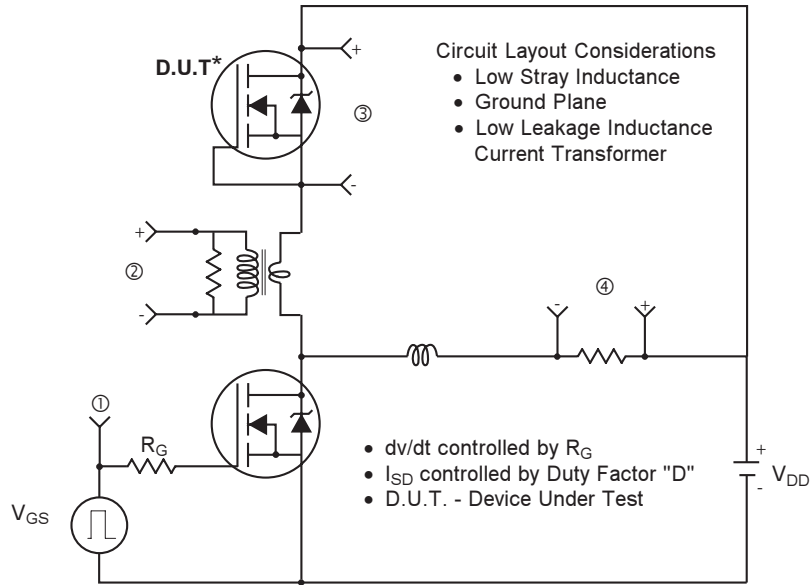 D.U.T*
+
③
-
Circuit Layout Considerations
• Low Stray Inductance
• Ground Plane
• Low Leakage Inductance
Current Transformer
+
②
-
④
- +
①
R_G
V_GS
• dv/dt controlled by R_G
• I_SD controlled by Duty Factor "D"
• D.U.T. - Device Under Test
+
-
V_DD